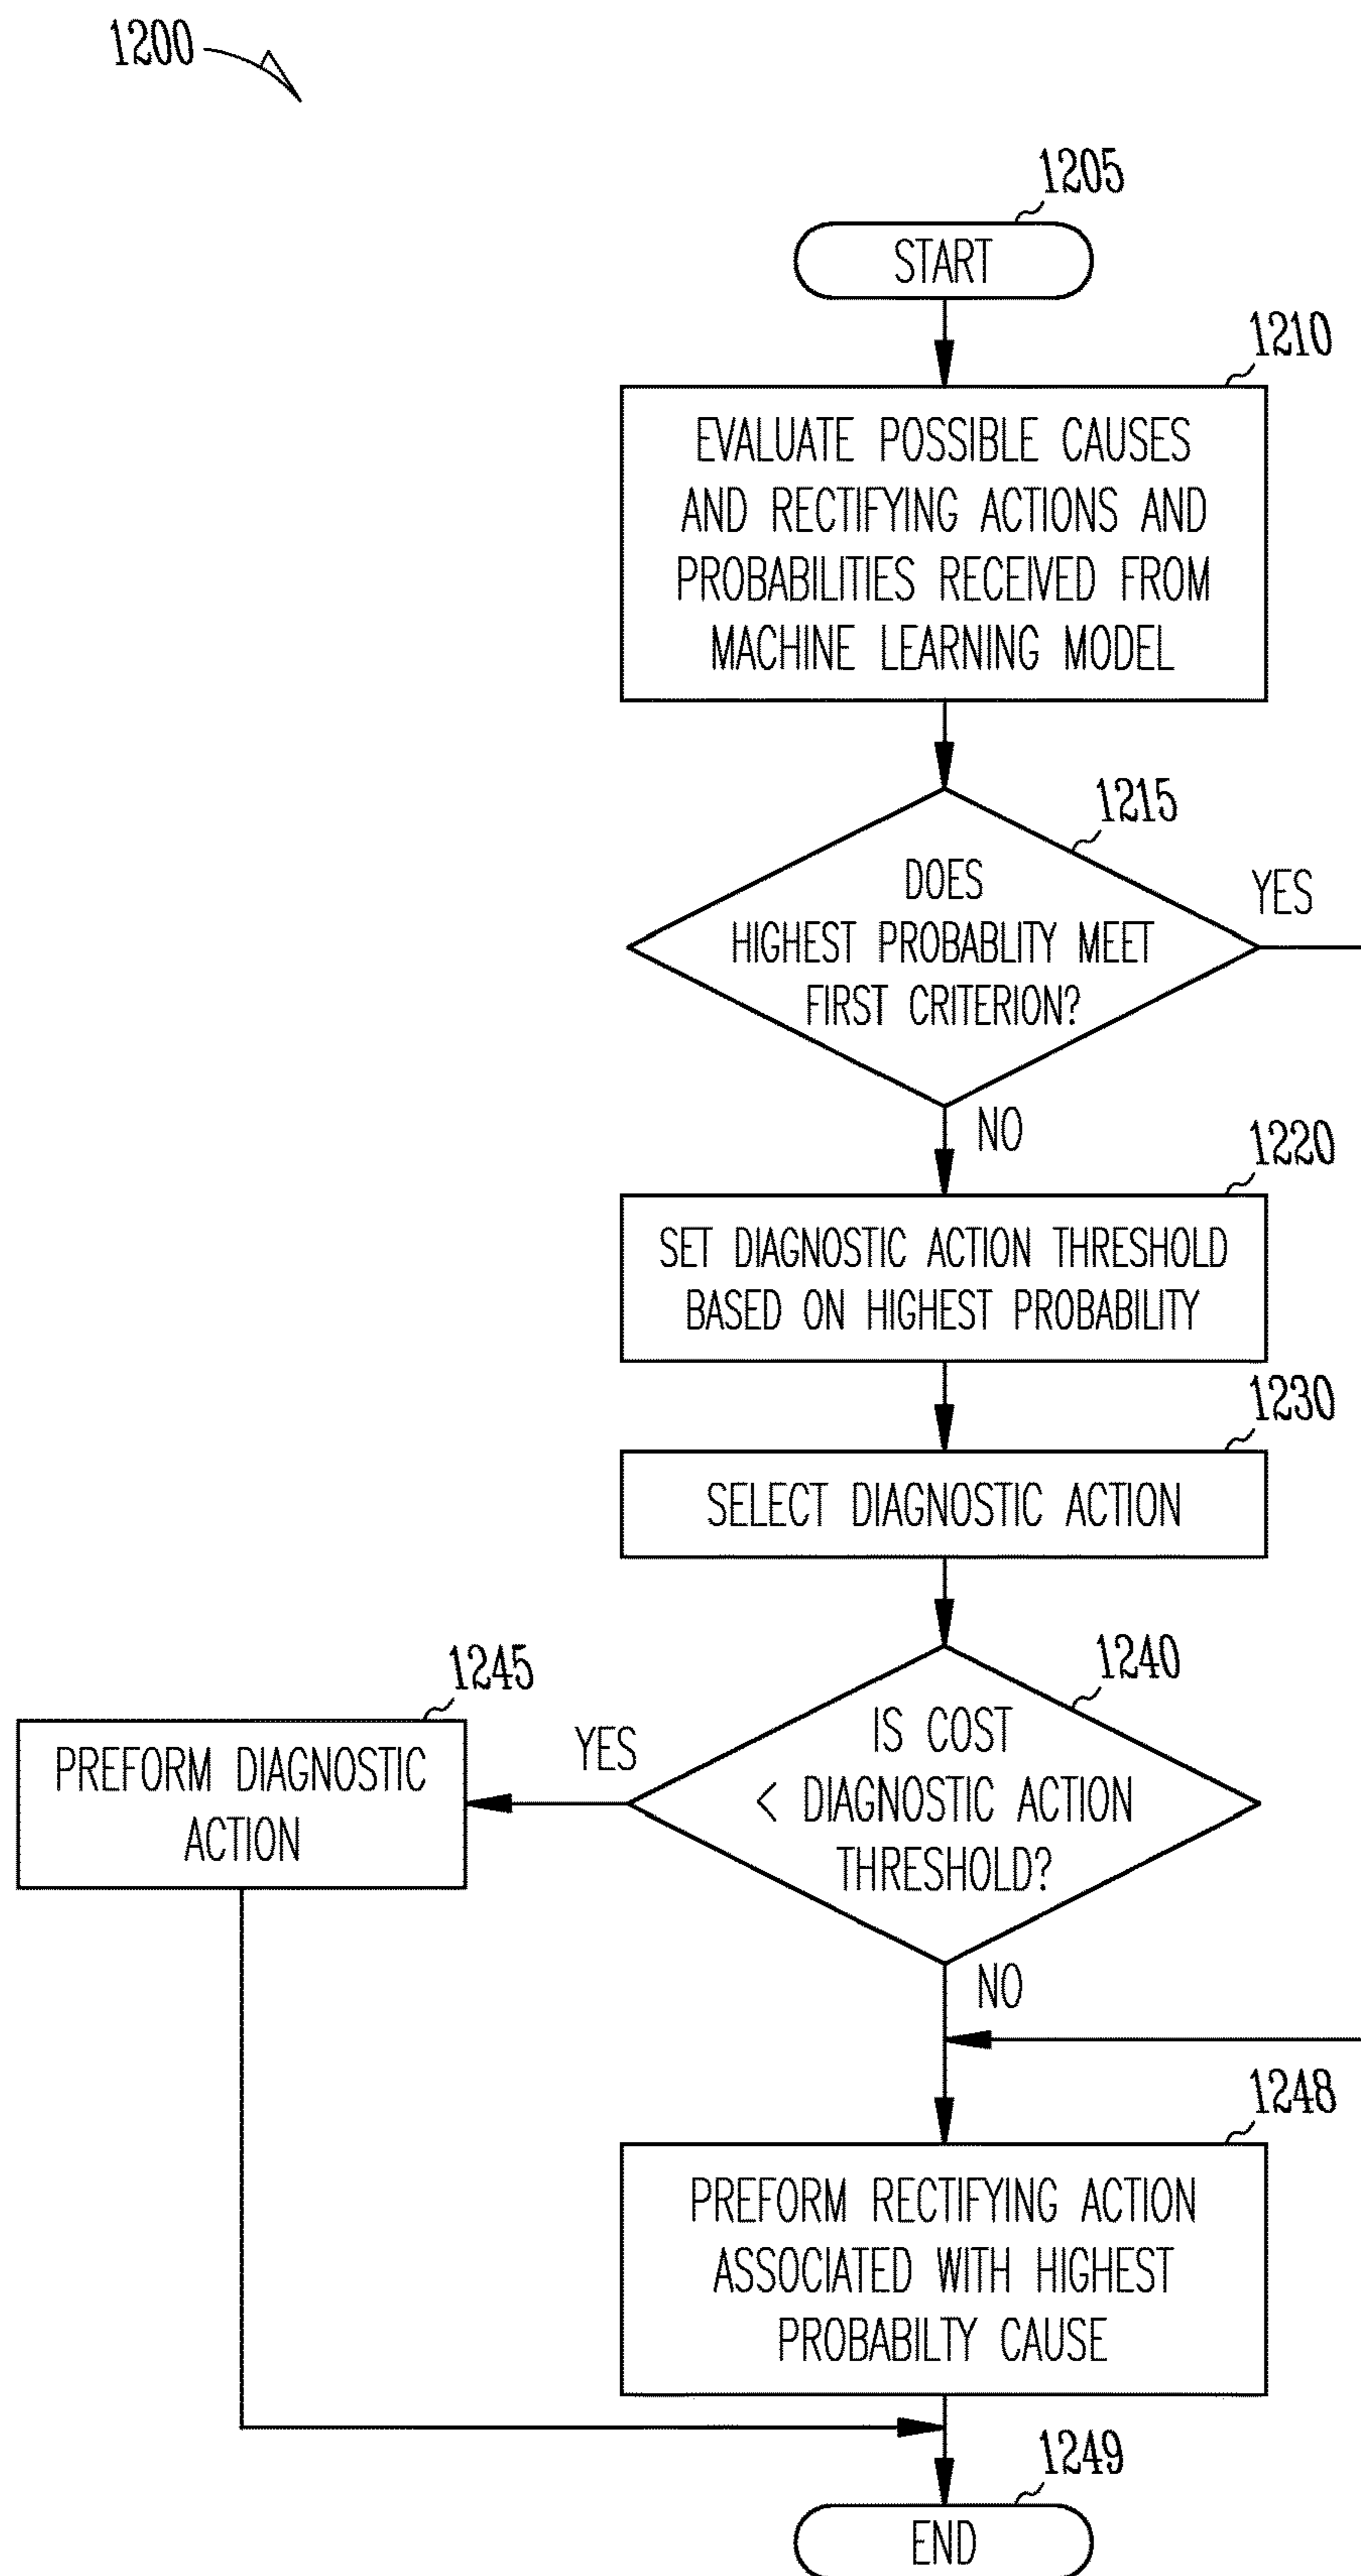 1200
1205
START
1210
EVALUATE POSSIBLE CAUSES
AND RECTIFYING ACTIONS AND
PROBABILITIES RECEIVED FROM
MACHINE LEARNING MODEL
1215
DOES
HIGHEST PROBABLITY MEET
FIRST CRITERION?
YES
NO
1220
SET DIAGNOSTIC ACTION THRESHOLD
BASED ON HIGHEST PROBABILITY
1230
SELECT DIAGNOSTIC ACTION
1240
IS COST
< DIAGNOSTIC ACTION
THRESHOLD?
YES
1245
PREFORM DIAGNOSTIC
ACTION
NO
1248
PREFORM RECTIFYING ACTION
ASSOCIATED WITH HIGHEST
PROBABILTY CAUSE
1249
END